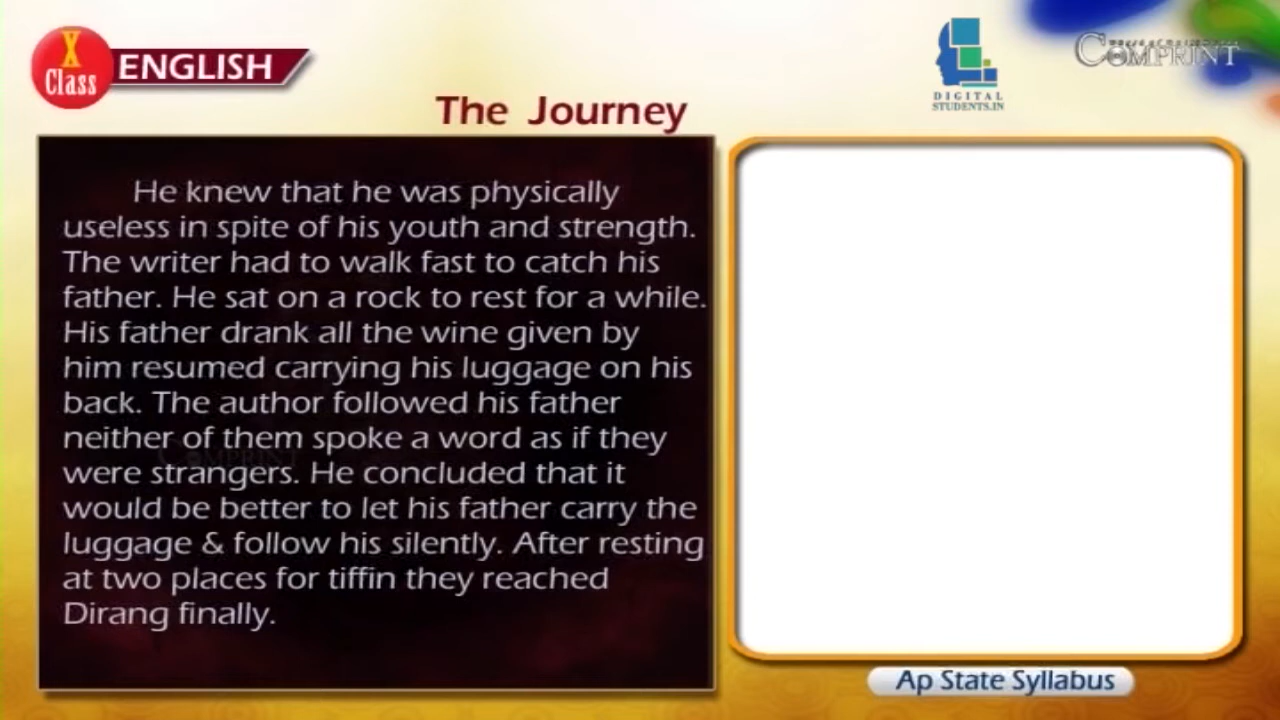 X
Class
ENGLISH
DIGITAL
STUDENTS.IN
COMPRINT
The Journey
He knew that he was physically
useless in spite of his youth and strength.
The writer had to walk fast to catch his
father. He sat on a rock to rest for a while.
His father drank all the wine given by
him resumed carrying his luggage on his
back. The author followed his father
neither of them spoke a word as if they
were strangers. He concluded that it
would be better to let his father carry the
luggage & follow his silently. After resting
at two places for tiffin they reached
Dirang finally.
COMPRINT
Ap State Syllabus